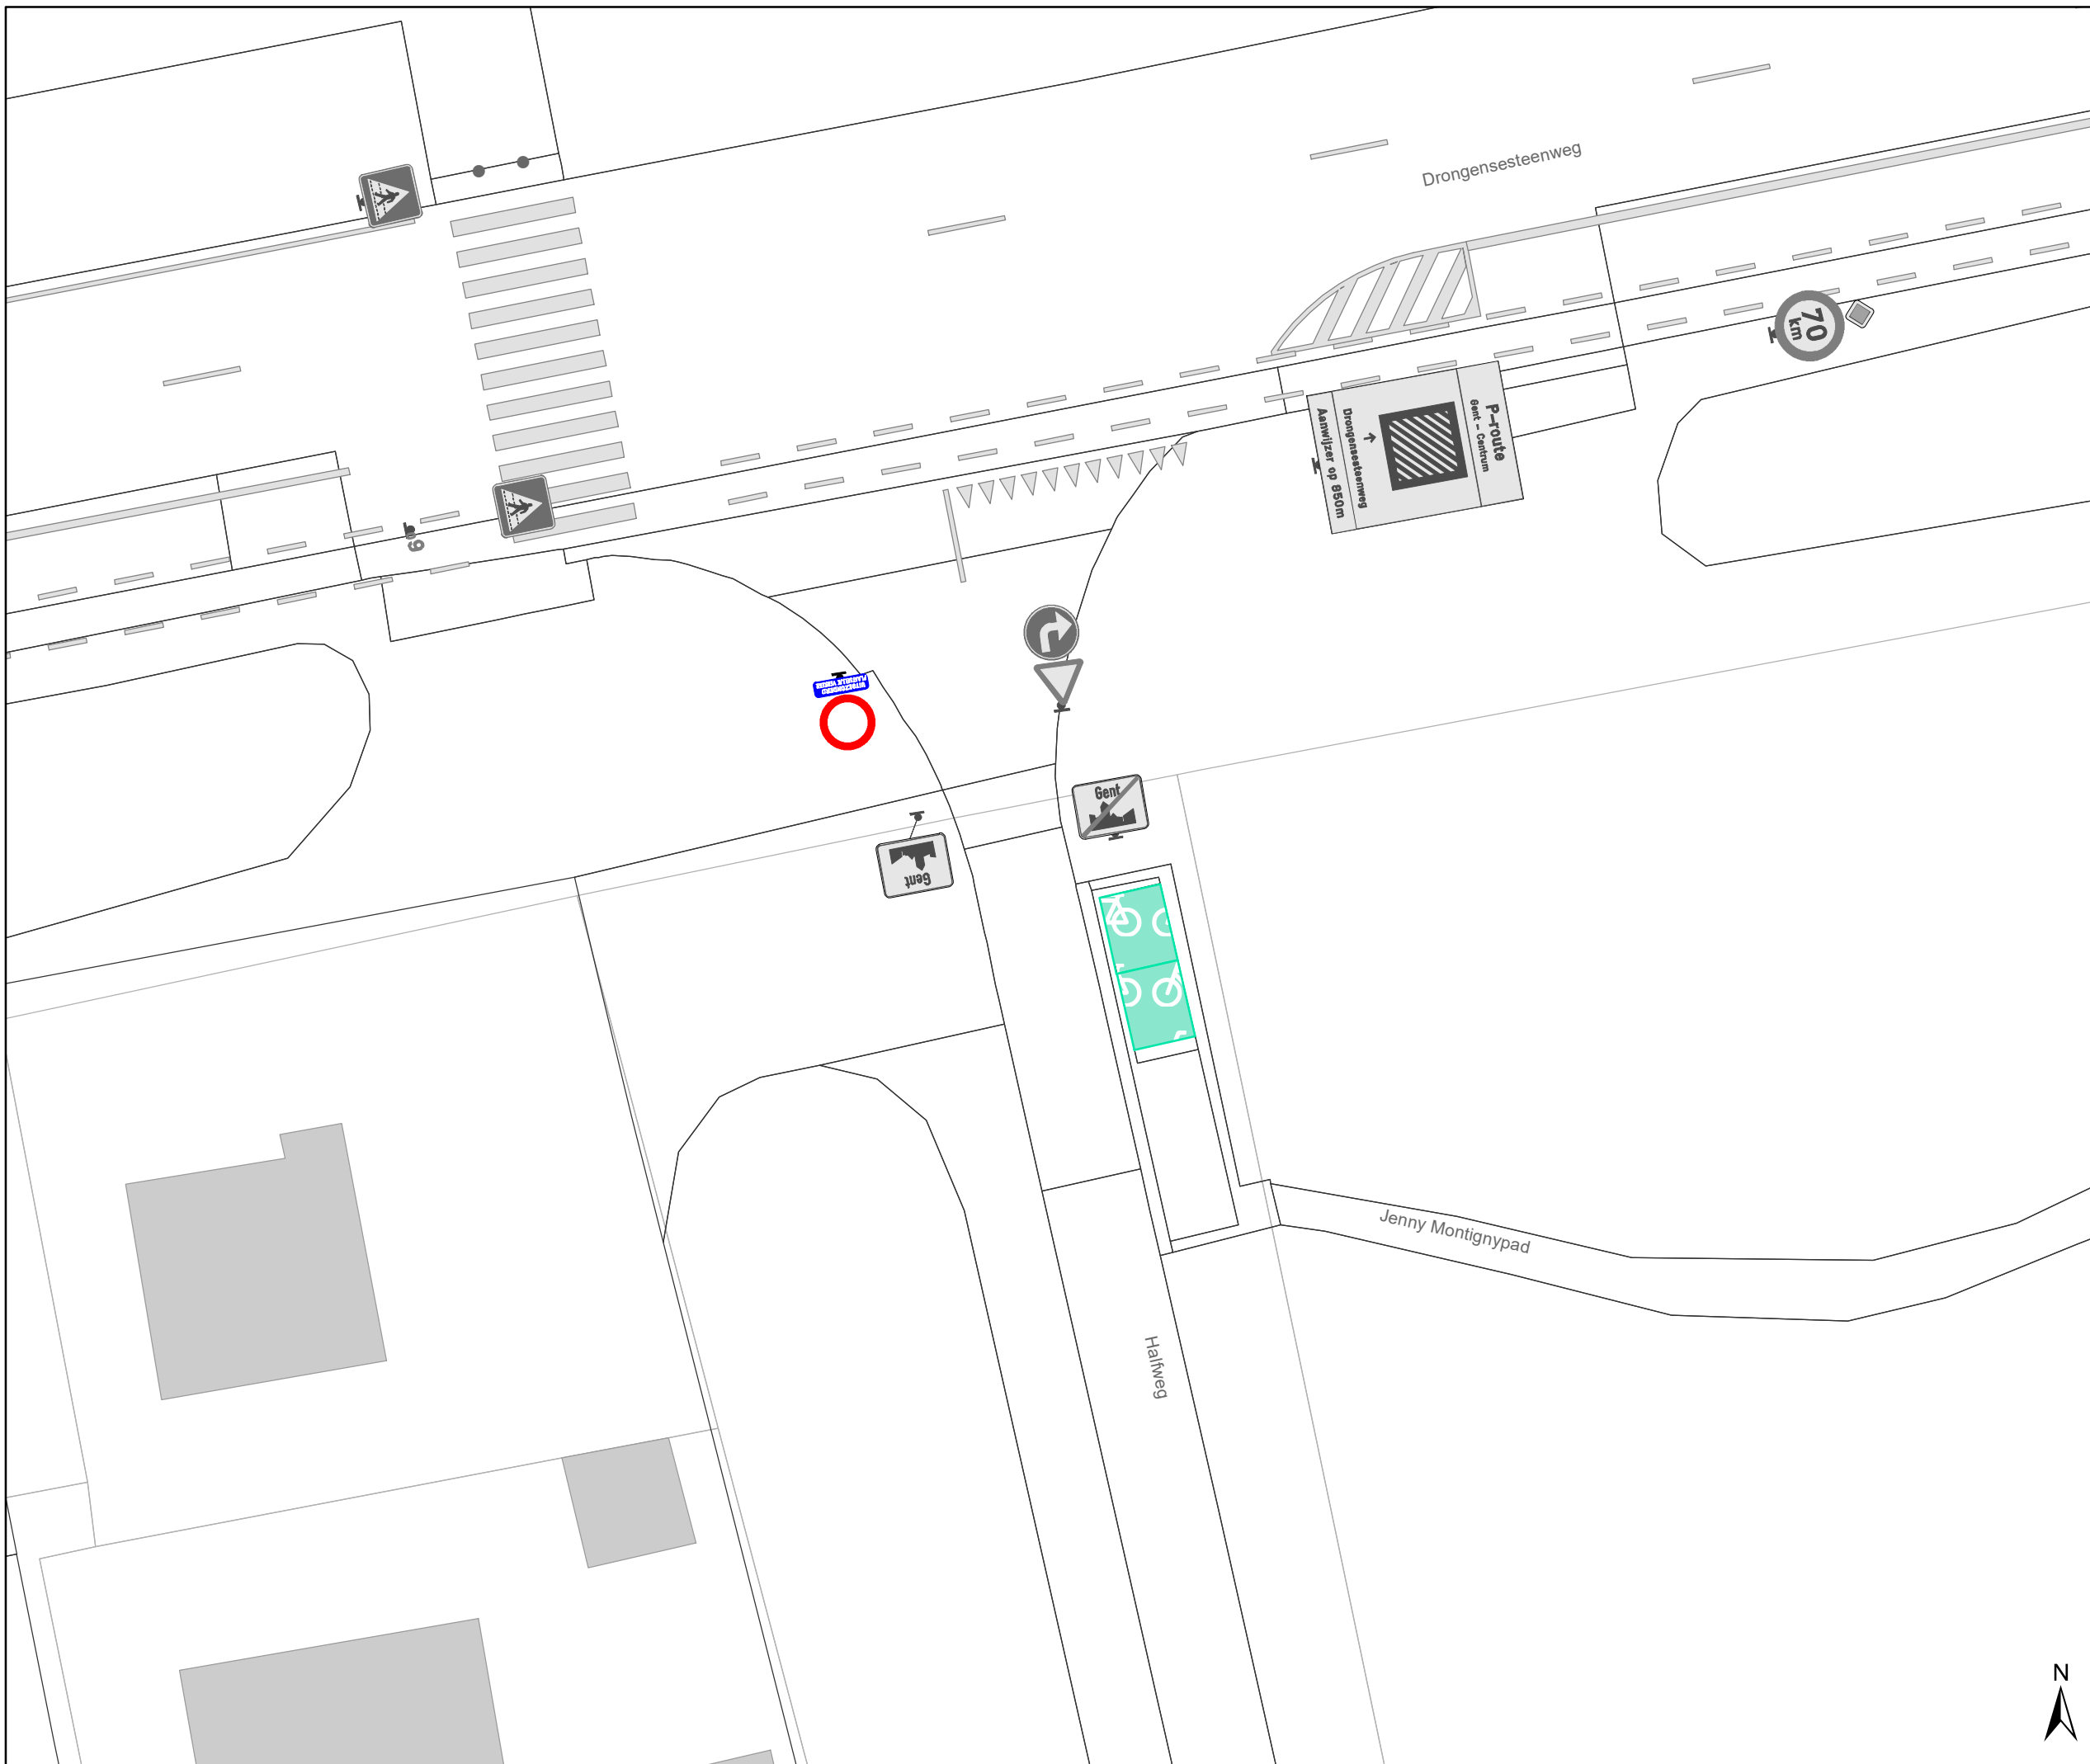 Drongensesteenweg
70
km
P-route
Gent - Centrum
Drongensesteenweg
Aanwijzer op 850m
Gent
Gent
Jenny Montignypad
Halfweg
N